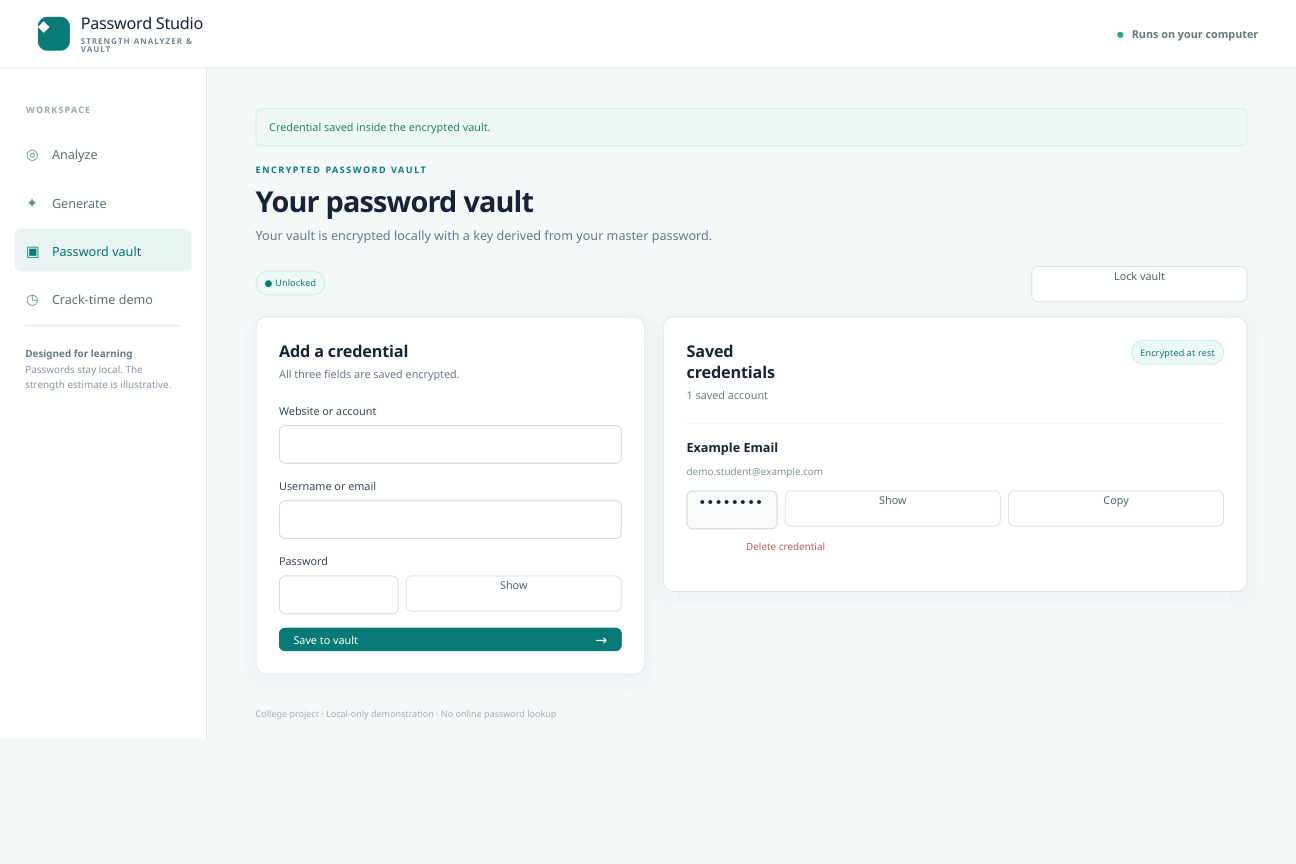 Password Studio
STRENGTH ANALYZER &
VAULT
Runs on your computer
WORKSPACE
Analyze
Generate
Password vault
Crack-time demo
Designed for learning
Passwords stay local. The
strength estimate is illustrative.
Credential saved inside the encrypted vault.
ENCRYPTED PASSWORD VAULT
Your password vault
Your vault is encrypted locally with a key derived from your master password.
Unlocked
Lock vault
Add a credential
All three fields are saved encrypted.
Website or account
Username or email
Password
Show
Save to vault →
Saved
credentials
Encrypted at rest
1 saved account
Example Email
demo.student@example.com
••••••••
Show
Copy
Delete credential
College project · Local-only demonstration · No online password lookup